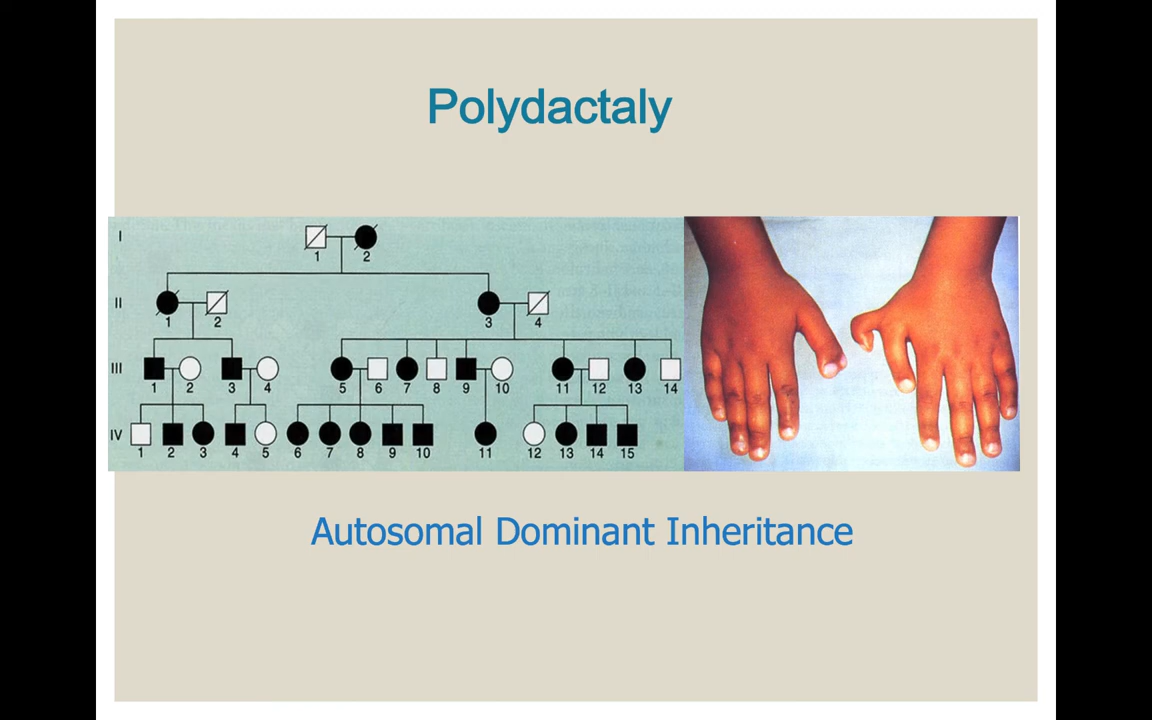 Polydactaly
I
1 2
II
1 2 3 4
III
1 2 3 4 5 6 7 8 9 10 11 12 13 14
IV
1 2 3 4 5 6 7 8 9 10 11 12 13 14 15
Autosomal Dominant Inheritance